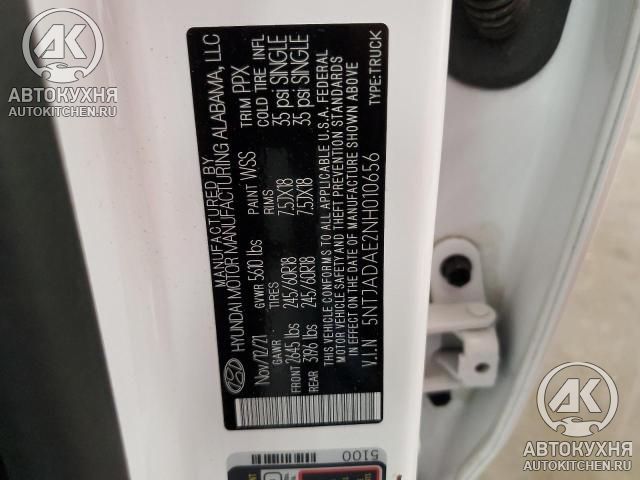 AK
АВТОКУХНЯ
AUTOKITCHEN.RU
MANUFACTURED BY
HYUNDAI MOTOR MANUFACTURING ALABAMA, LLC
Nov/12/21 GVWR 5610 lbs PAINT WSS TRIM PPX
GAWR TIRES RIMS COLD TIRE INFL
FRONT 2645 lbs 245/60R18 7.5JX18 35 psi SINGLE
REAR 3196 lbs 245/60R18 7.5JX18 35 psi SINGLE
THIS VEHICLE CONFORMS TO ALL APPLICABLE U.S.A. FEDERAL
MOTOR VEHICLE SAFETY AND THEFT PREVENTION STANDARDS
IN EFFECT ON THE DATE OF MANUFACTURE SHOWN ABOVE
V.I.N 5NTJADAE2NH010656 TYPE:TRUCK
5100
AK
АВТОКУХНЯ
AUTOKITCHEN.RU